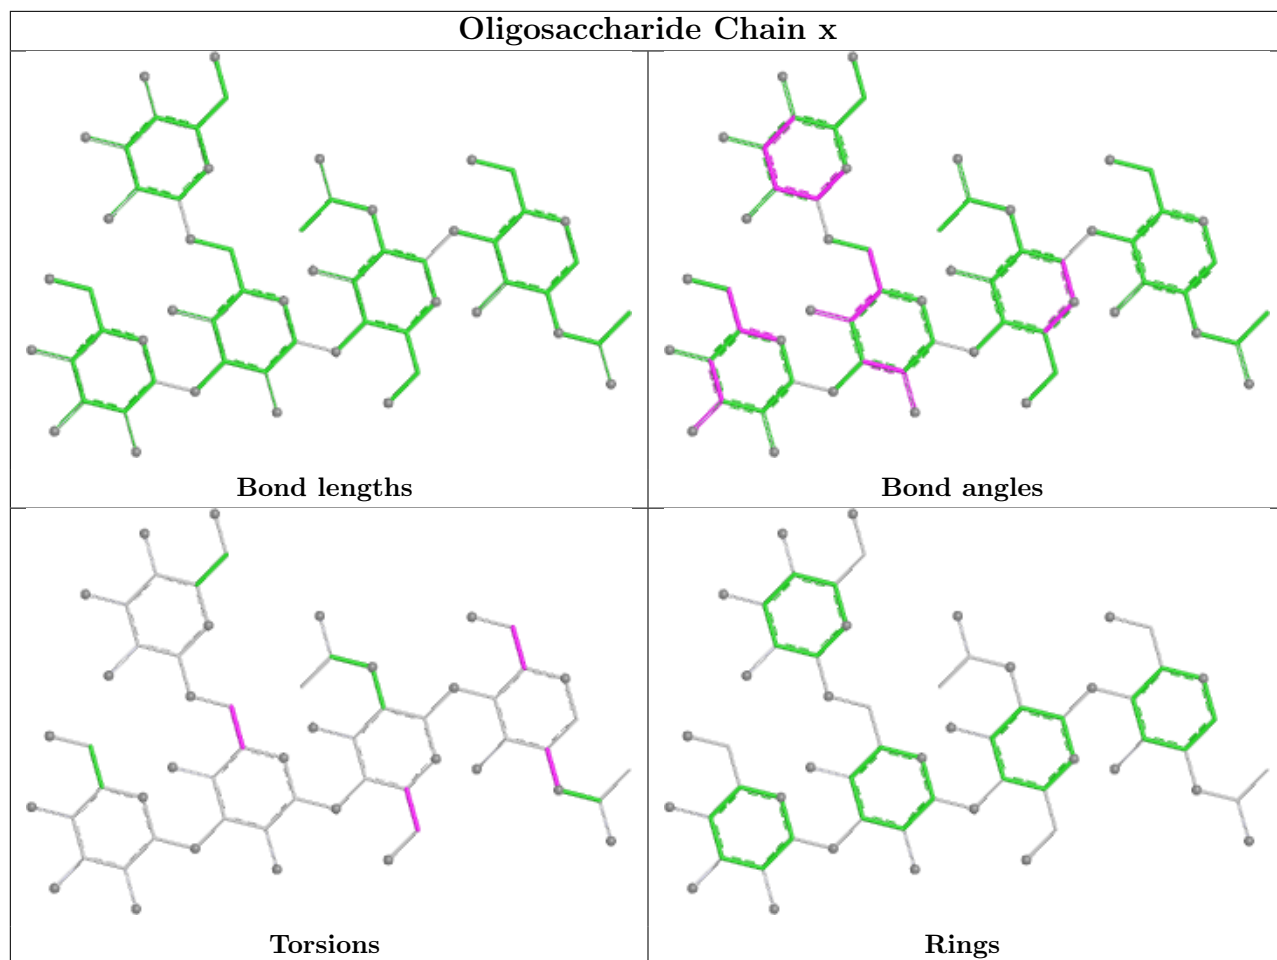 Oligosaccharide Chain x
Bond lengths
Bond angles
Torsions
Rings